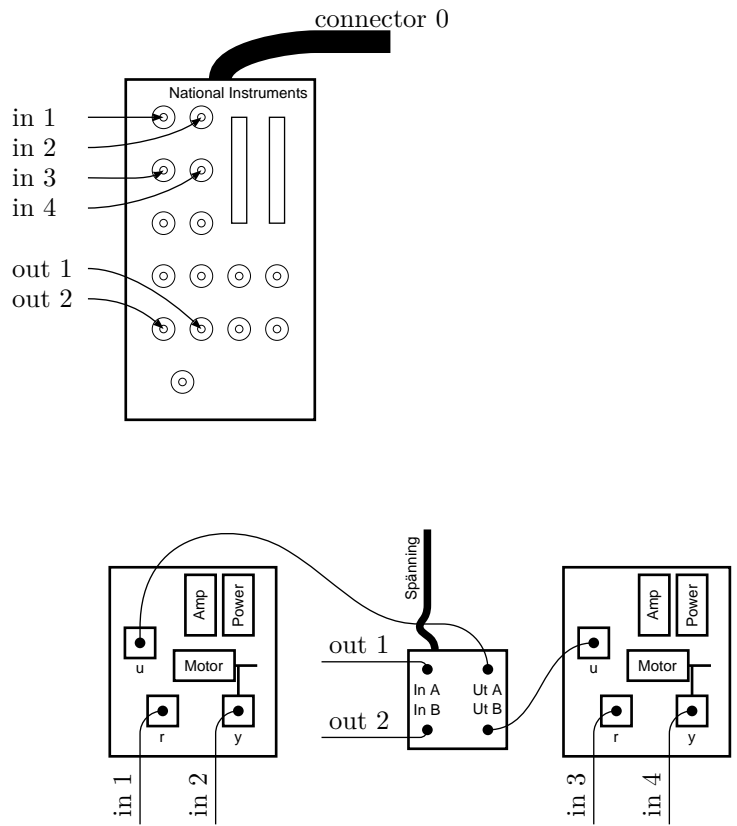 connector 0
National Instruments
in 1
in 2
in 3
in 4
out 1
out 2
Spänning
Amp
Power
u
Motor
r
y
in 1
in 2
out 1
In A
Ut A
In B
Ut B
out 2
Amp
Power
u
Motor
r
y
in 3
in 4